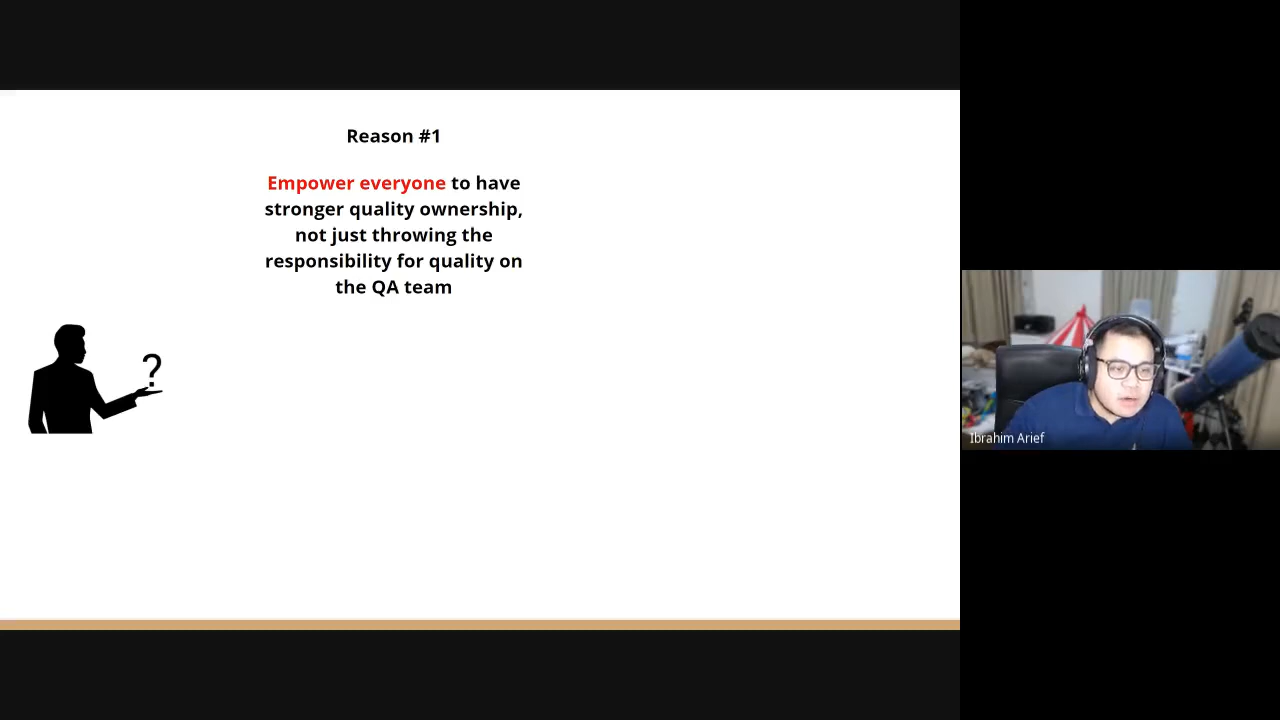 Reason #1
Empower everyone to have
stronger quality ownership,
not just throwing the
responsibility for quality on
the QA team
?
Ibrahim Arief